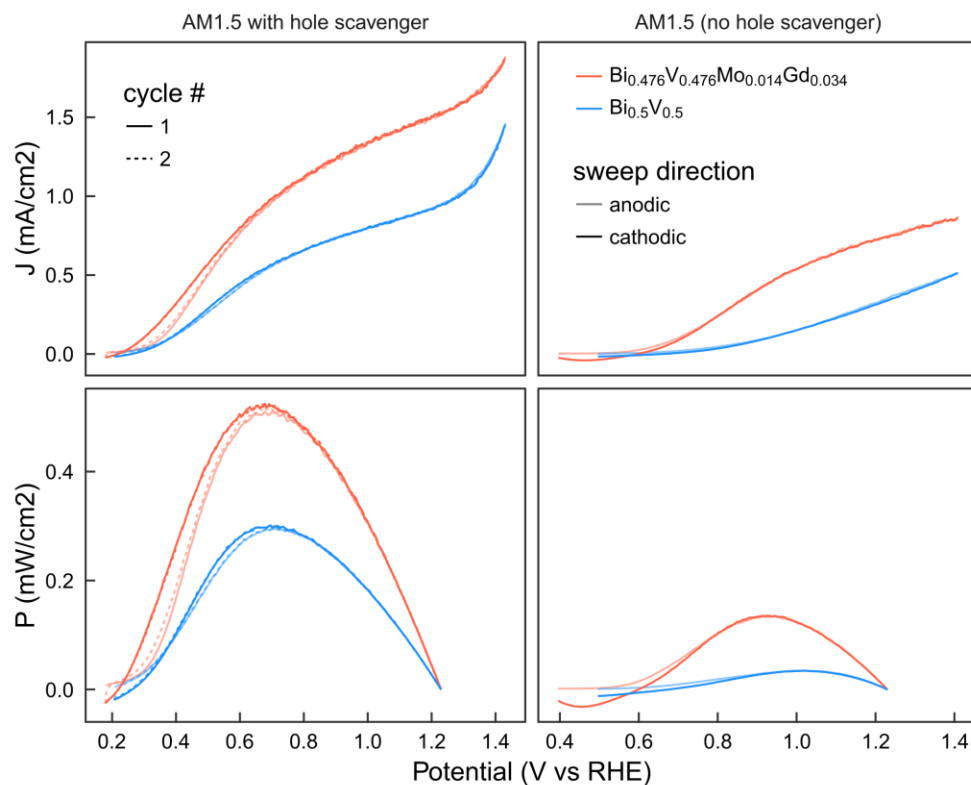 AM1.5 with hole scavenger
AM1.5 (no hole scavenger)
cycle #
1
2
Bi0.476V0.476Mo0.014Gd0.034
Bi0.5V0.5
sweep direction
anodic
cathodic
J (mA/cm2)
1.5
1.0
0.5
0.0
P (mW/cm2)
0.4
0.2
0.0
0.2 0.4 0.6 0.8 1.0 1.2 1.4
0.4 0.6 0.8 1.0 1.2 1.4
Potential (V vs RHE)